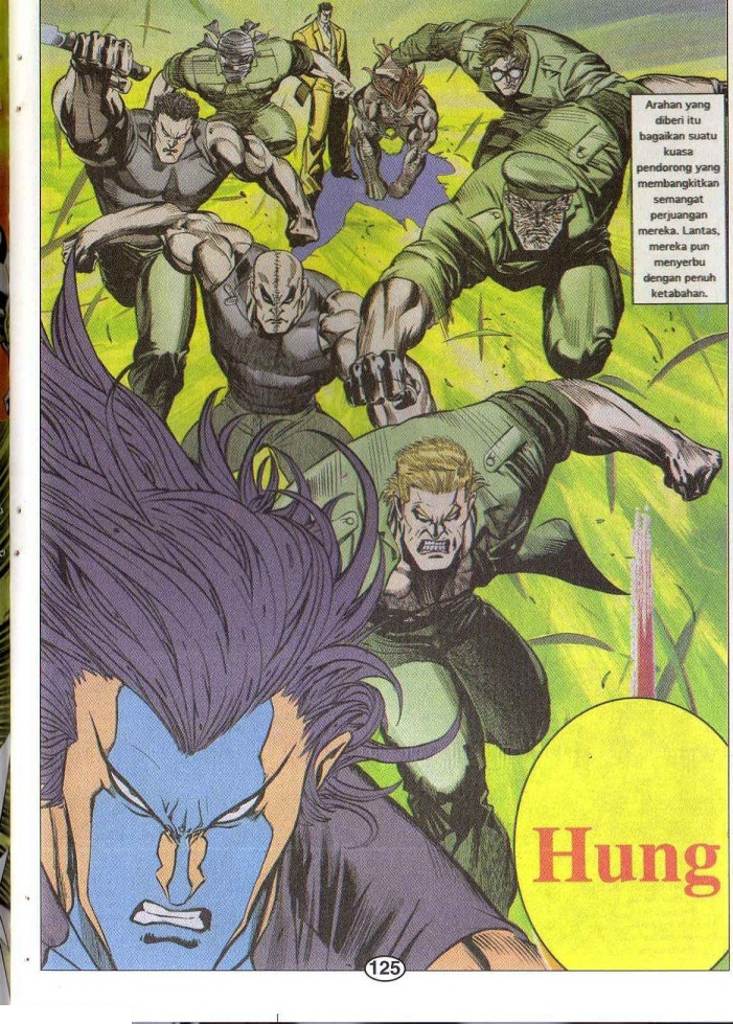 Arahan yang
diberi itu
bagaikan suatu
kuasa
pendorong yang
membangkitkan
semangat
perjuangan
mereka. Lantas,
mereka pun
menyerbu
dengan penuh
ketabahan.
Hung
125